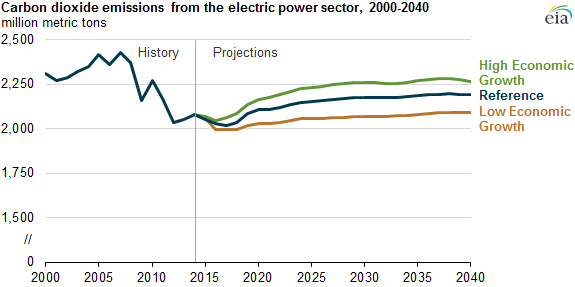 Carbon dioxide emissions from the electric power sector, 2000-2040
million metric tons
eia
2,500
2,250
2,000
1,750
1,500
//
0
History
Projections
High Economic
Growth
Reference
Low Economic
Growth
2000 2005 2010 2015 2020 2025 2030 2035 2040